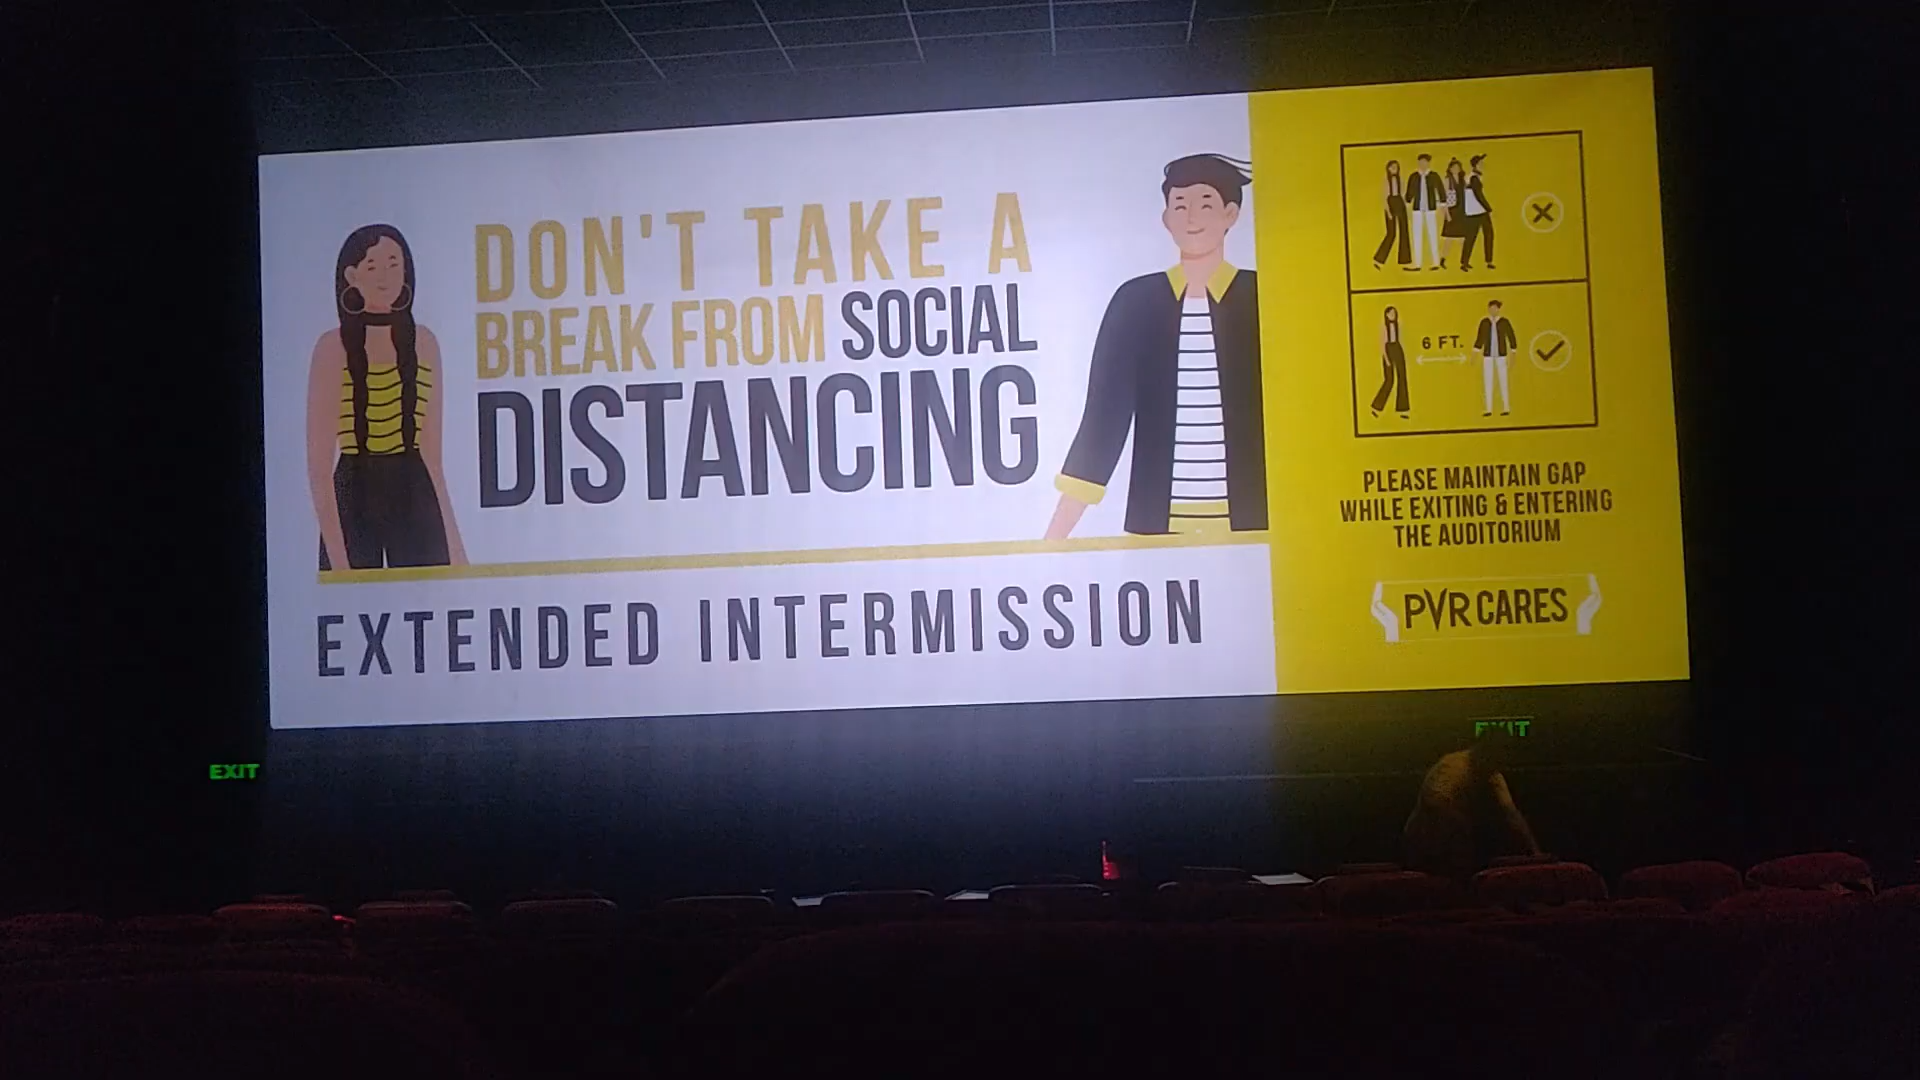 DON'T TAKE A
BREAK FROM SOCIAL
DISTANCING
EXTENDED INTERMISSION
6 FT.
PLEASE MAINTAIN GAP
WHILE EXITING & ENTERING
THE AUDITORIUM
PVR CARES
EXIT
EXIT